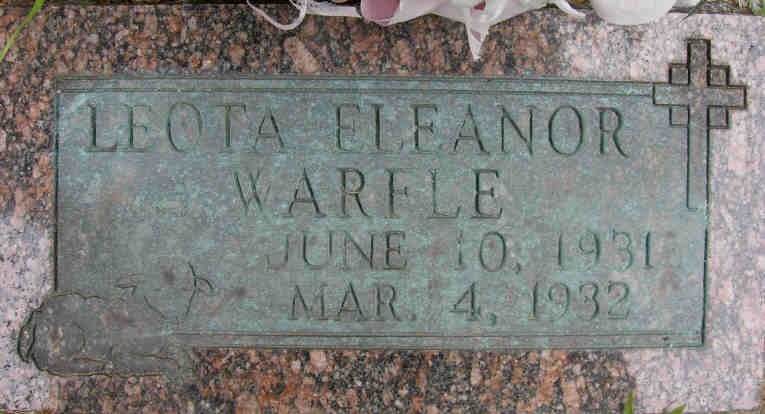 LEOTA ELEANOR
WARFLE
JUNE 10, 1931
MAR. 4, 1932